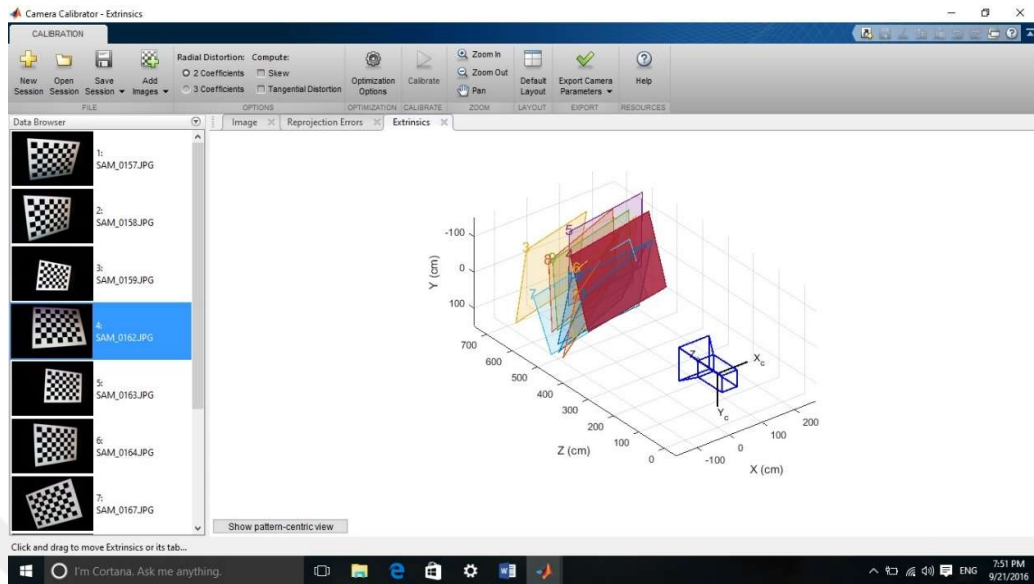 Camera Calibrator - Extrinsics
CALIBRATION
New Session
Open Session
Save Session
Add Images
FILE
Radial Distortion:
2 Coefficients
3 Coefficients
Compute:
Skew
Tangential Distortion
OPTIONS
Optimization Options
OPTIMIZATION
Calibrate
CALIBRATE
Zoom In
Zoom Out
Pan
ZOOM
Default Layout
LAYOUT
Export Camera Parameters
EXPORT
Help
RESOURCES
Data Browser
Image
Reprojection Errors
Extrinsics
1:
SAM_0157.JPG
2:
SAM_0158.JPG
3:
SAM_0159.JPG
4:
SAM_0162.JPG
5:
SAM_0163.JPG
6:
SAM_0164.JPG
7:
SAM_0167.JPG
-100
0
100
Y (cm)
700
600
500
400
300
200
100
0
Z (cm)
-100
0
100
200
X (cm)
3
5
8
6
7
Xc
Yc
Show pattern-centric view
Click and drag to move Extrinsics or its tab...
I'm Cortana. Ask me anything.
ENG
7:51 PM
9/21/2016